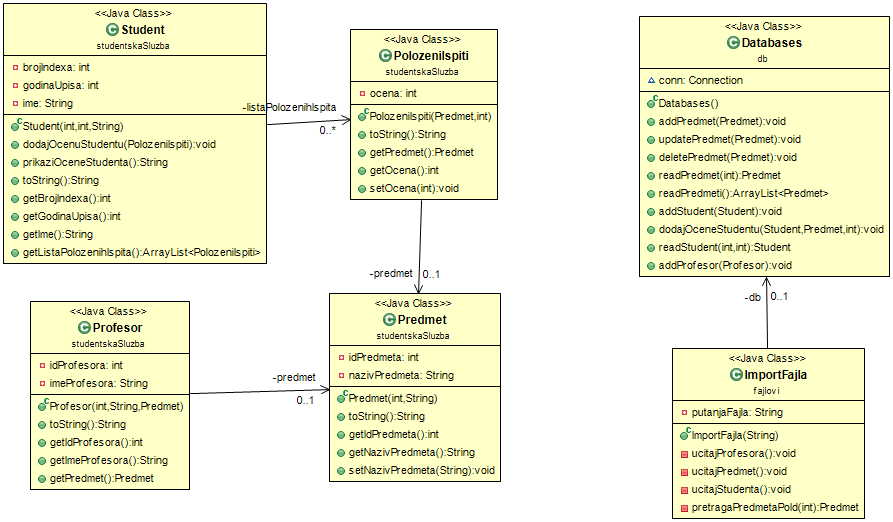 <<Java Class>>
Student
studentskaSluzba
brojIndexa: int
godinaUpisa: int
ime: String
Student(int,int,String)
dodajOcenuStudentu(PolozeniIspiti):void
prikaziOceneStudenta():String
toString():String
getBrojIndexa():int
getGodinaUpisa():int
getIme():String
getListaPolozenihIspita():ArrayList<PolozeniIspiti>
-listaPolozenihIspita
0..*
<<Java Class>>
PolozeniIspiti
studentskaSluzba
ocena: int
PolozeniIspiti(Predmet,int)
toString():String
getPredmet():Predmet
getOcena():int
setOcena(int):void
-predmet
0..1
<<Java Class>>
Databases
db
conn: Connection
Databases()
addPredmet(Predmet):void
updatePredmet(Predmet):void
deletePredmet(Predmet):void
readPredmet(int):Predmet
readPredmeti():ArrayList<Predmet>
addStudent(Student):void
dodajOceneStudentu(Student,Predmet,int):void
readStudent(int,int):Student
addProfesor(Profesor):void
-db
0..1
<<Java Class>>
Profesor
studentskaSluzba
idProfesora: int
imeProfesora: String
Profesor(int,String,Predmet)
toString():String
getIdProfesora():int
getImeProfesora():String
getPredmet():Predmet
-predmet
0..1
<<Java Class>>
Predmet
studentskaSluzba
idPredmeta: int
nazivPredmeta: String
Predmet(int,String)
toString():String
getIdPredmeta():int
getNazivPredmeta():String
setNazivPredmeta(String):void
<<Java Class>>
ImportFajla
fajlovi
putanjaFajla: String
ImportFajla(String)
ucitajProfesora():void
ucitajPredmet():void
ucitajStudenta():void
pretragaPredmetaPoId(int):Predmet